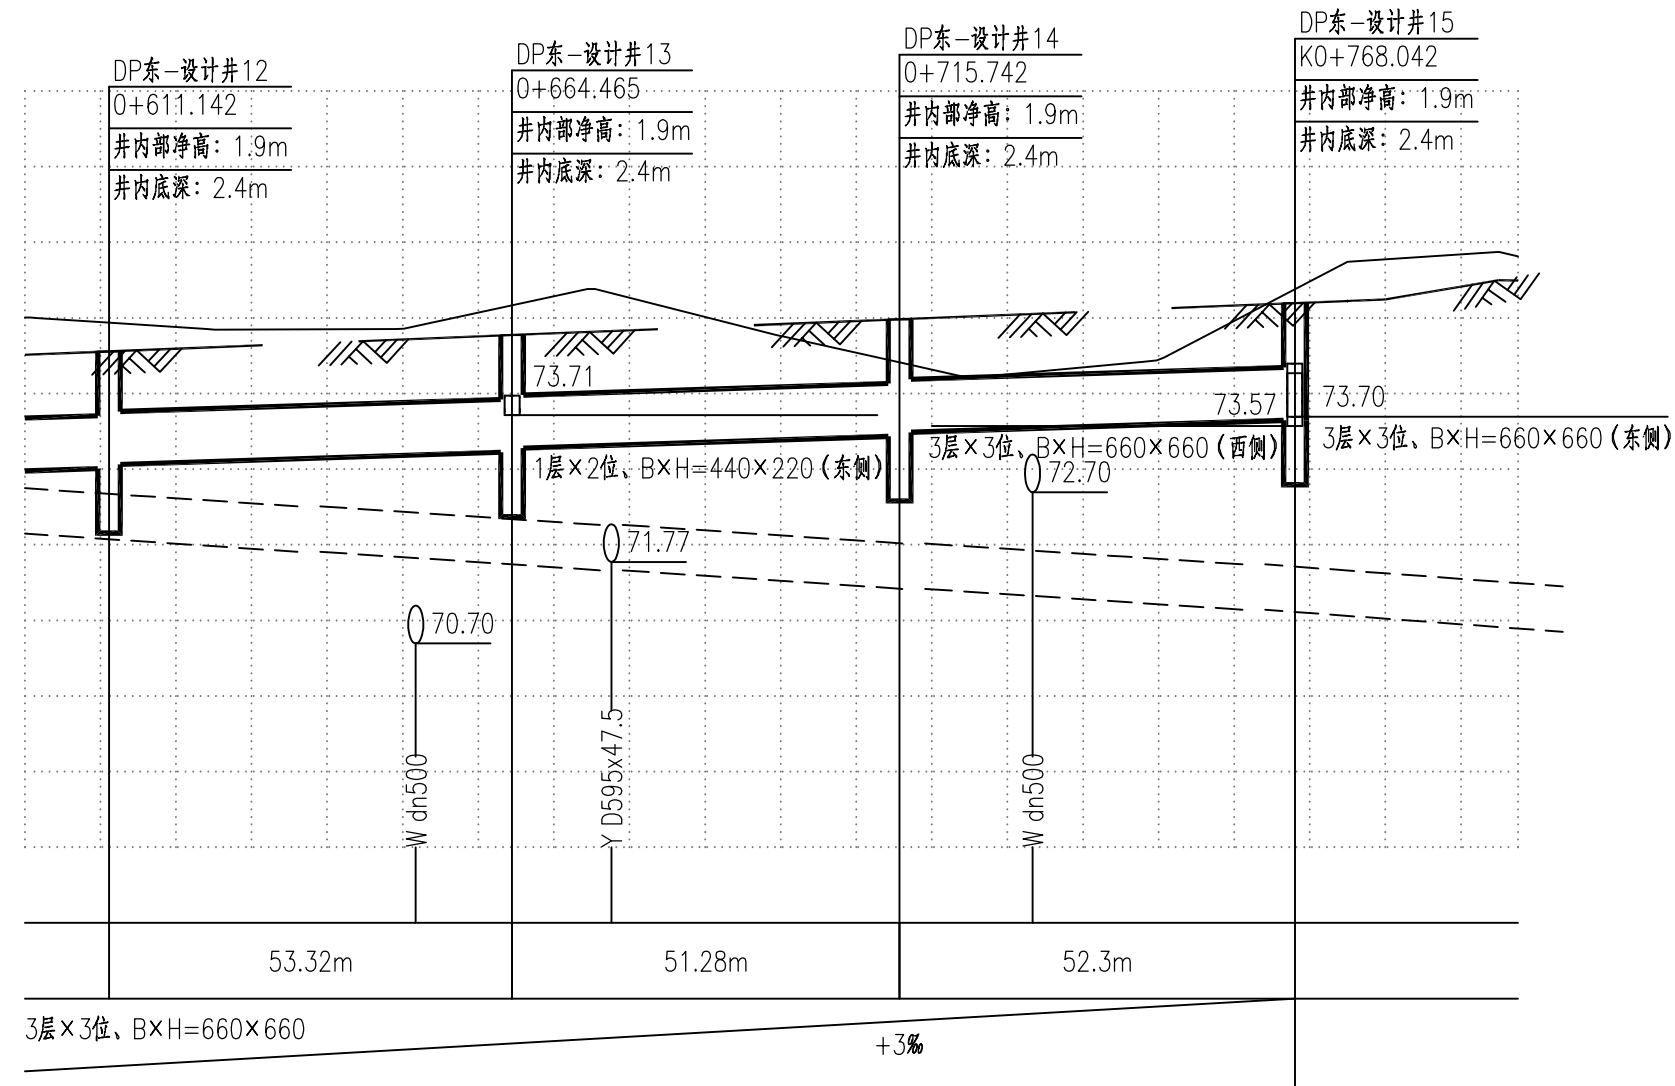 DP东-设计井12
0+611.142
井内部净高: 1.9m
井内底深: 2.4m
DP东-设计井13
0+664.465
井内部净高: 1.9m
井内底深: 2.4m
DP东-设计井14
0+715.742
井内部净高: 1.9m
井内底深: 2.4m
DP东-设计井15
K0+768.042
井内部净高: 1.9m
井内底深: 2.4m
73.71
1层×2位、B×H=440×220(东侧)
73.57
3层×3位、B×H=660×660(西侧)
73.70
3层×3位、B×H=660×660(东侧)
72.70
71.77
70.70
W dn500
Y D595x47.5
W dn500
53.32m
51.28m
52.3m
3层×3位、B×H=660×660
+3‰